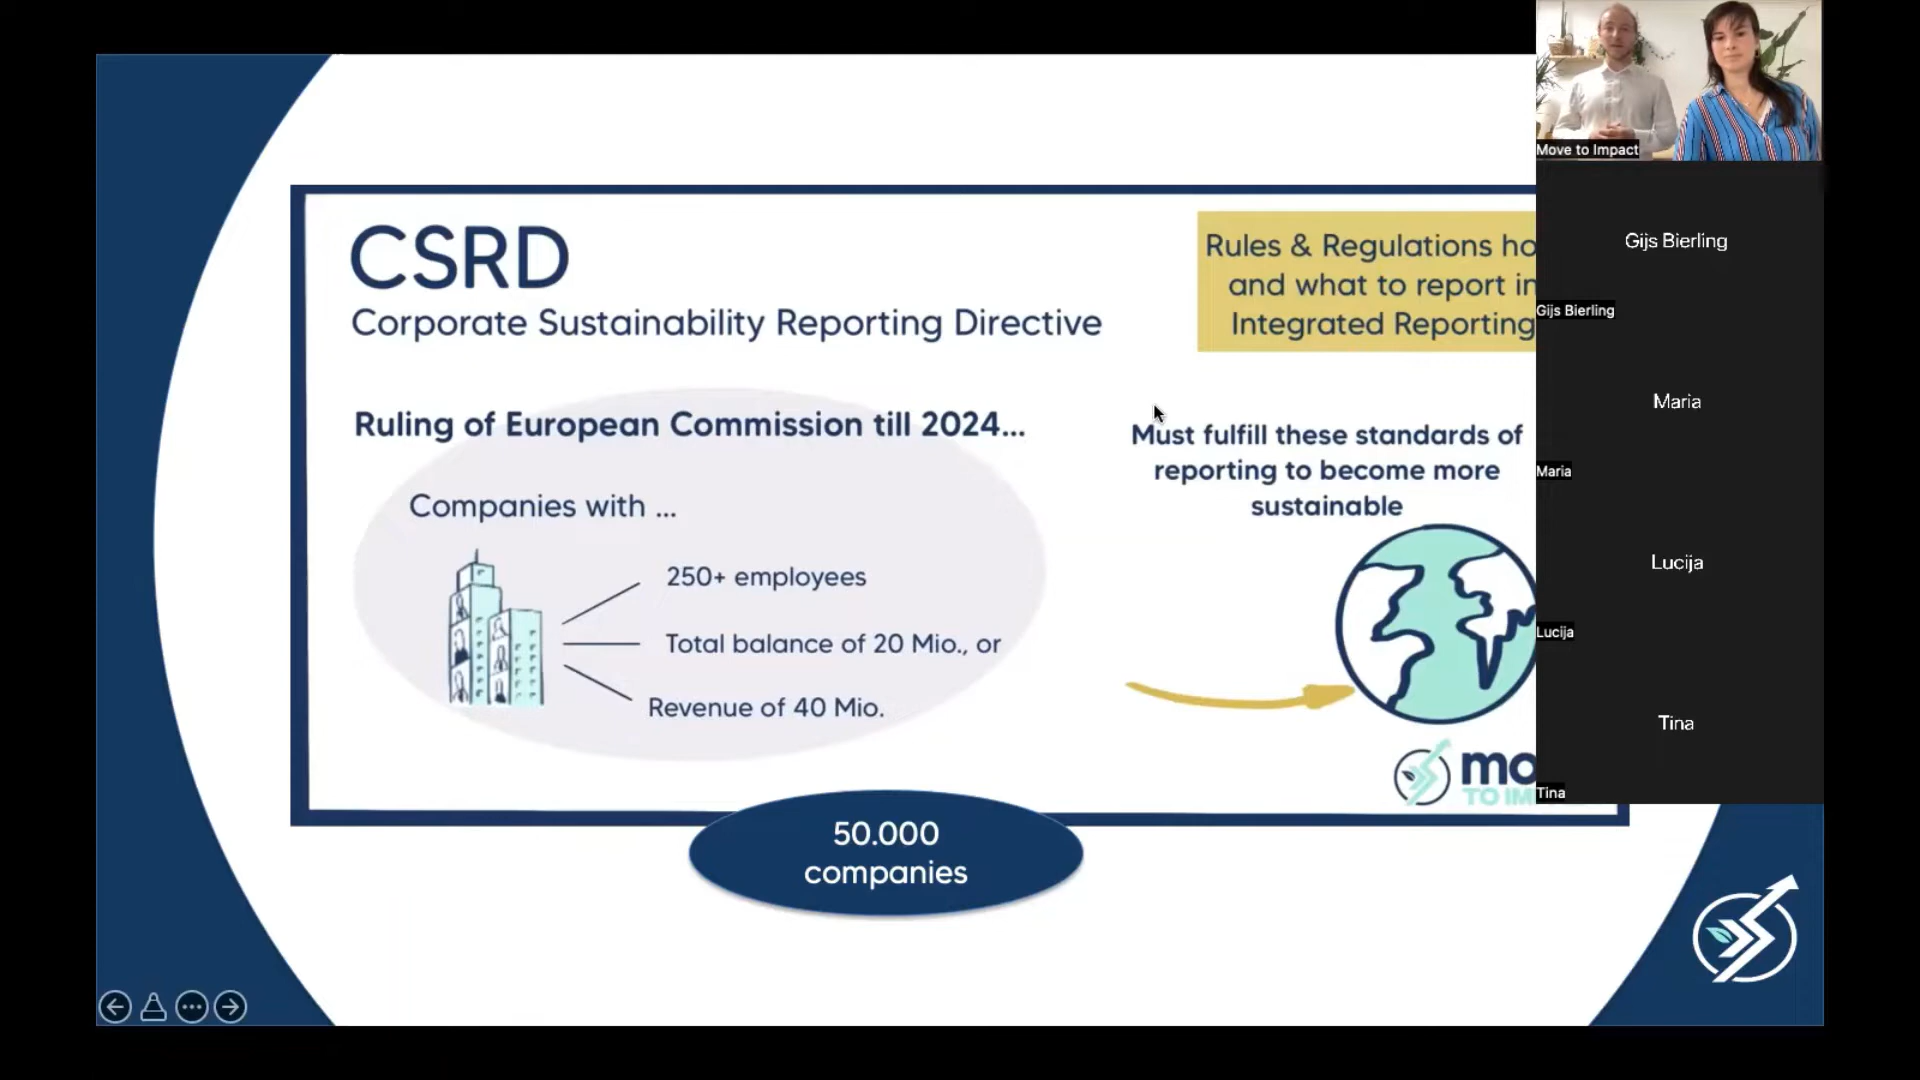 CSRD
Corporate Sustainability Reporting Directive
Rules & Regulations
and what to report in
Integrated Reporting
Ruling of European Commission till 2024...
Companies with ...
250+ employees
Total balance of 20 Mio., or
Revenue of 40 Mio.
Must fulfill these standards of
reporting to become more
sustainable
50.000
companies
Move to Impact
Gijs Bierling
Gijs Bierling
Maria
Maria
Lucija
Lucija
Tina
Tina
TO